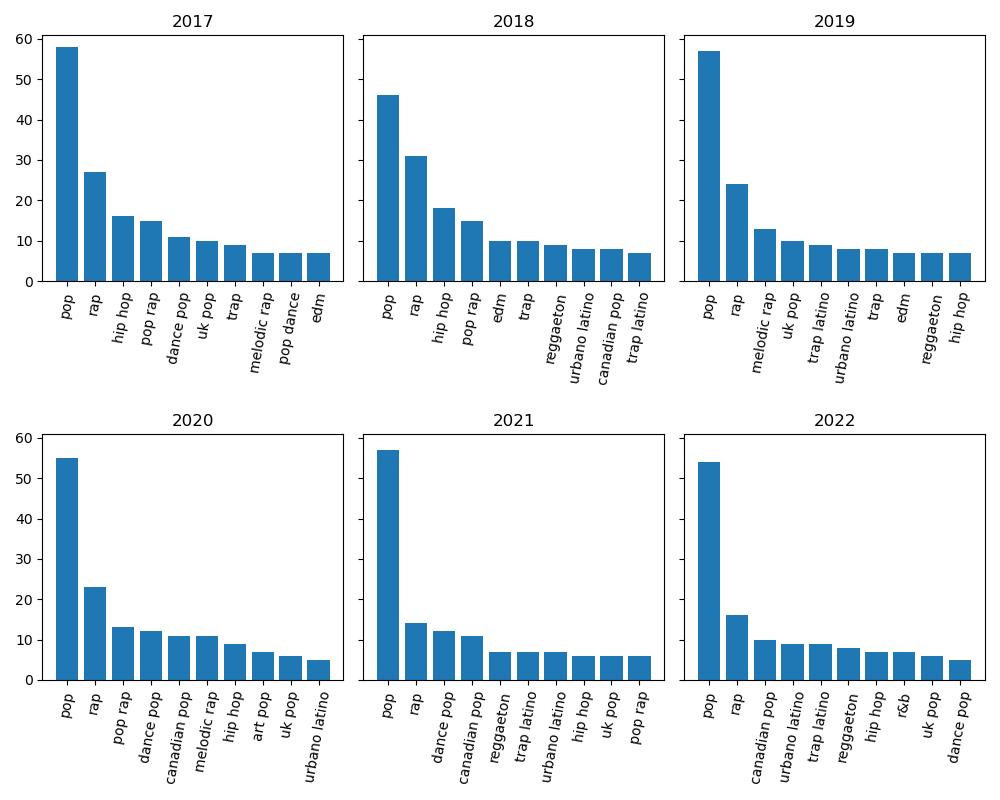 2017 2018 2019
60
50
40
30
20
10
0
pop rap hip hop pop rap dance pop uk pop trap melodic rap pop dance edm
pop rap hip hop pop rap edm trap reggaeton urbano latino canadian pop trap latino
pop rap melodic rap uk pop trap latino urbano latino trap edm reggaeton hip hop
2020 2021 2022
60
50
40
30
20
10
0
pop rap pop rap dance pop canadian pop melodic rap hip hop art pop uk pop urbano latino
pop rap dance pop canadian pop reggaeton trap latino urbano latino hip hop uk pop pop rap
pop rap canadian pop urbano latino trap latino reggaeton hip hop r&b uk pop dance pop